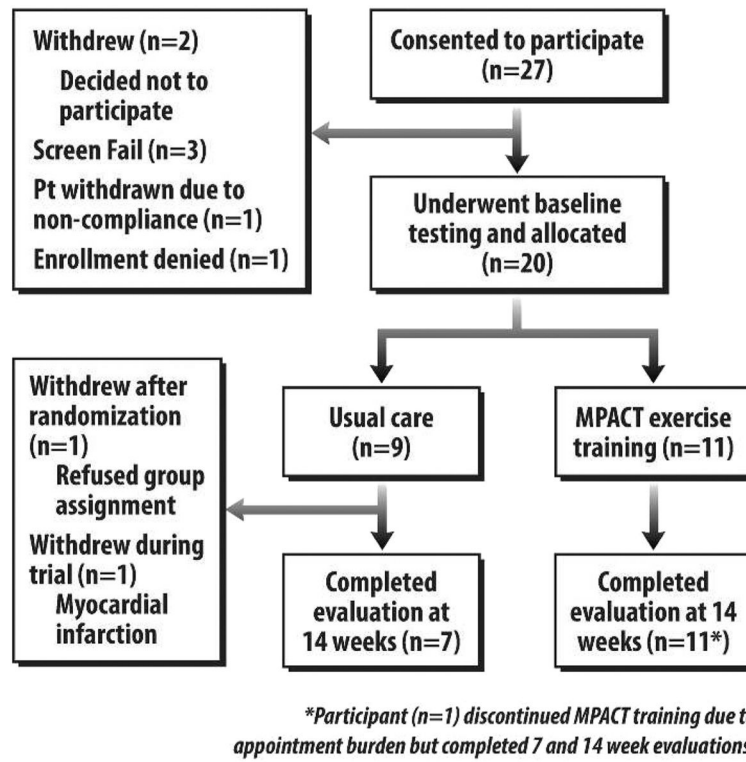 Withdrew (n=2)
Decided not to
participate
Screen Fail (n=3)
Pt withdrawn due to
non-compliance (n=1)
Enrollment denied (n=1)
Consented to participate
(n=27)
Underwent baseline
testing and allocated
(n=20)
Usual care
(n=9)
MPACT exercise
training (n=11)
Withdrew after
randomization
(n=1)
Refused group
assignment
Withdrew during
trial (n=1)
Myocardial
infarction
Completed
evaluation at
14 weeks (n=7)
Completed
evaluation at 14
weeks (n=11*)
*Participant (n=1) discontinued MPACT training due t
appointment burden but completed 7 and 14 week evaluations